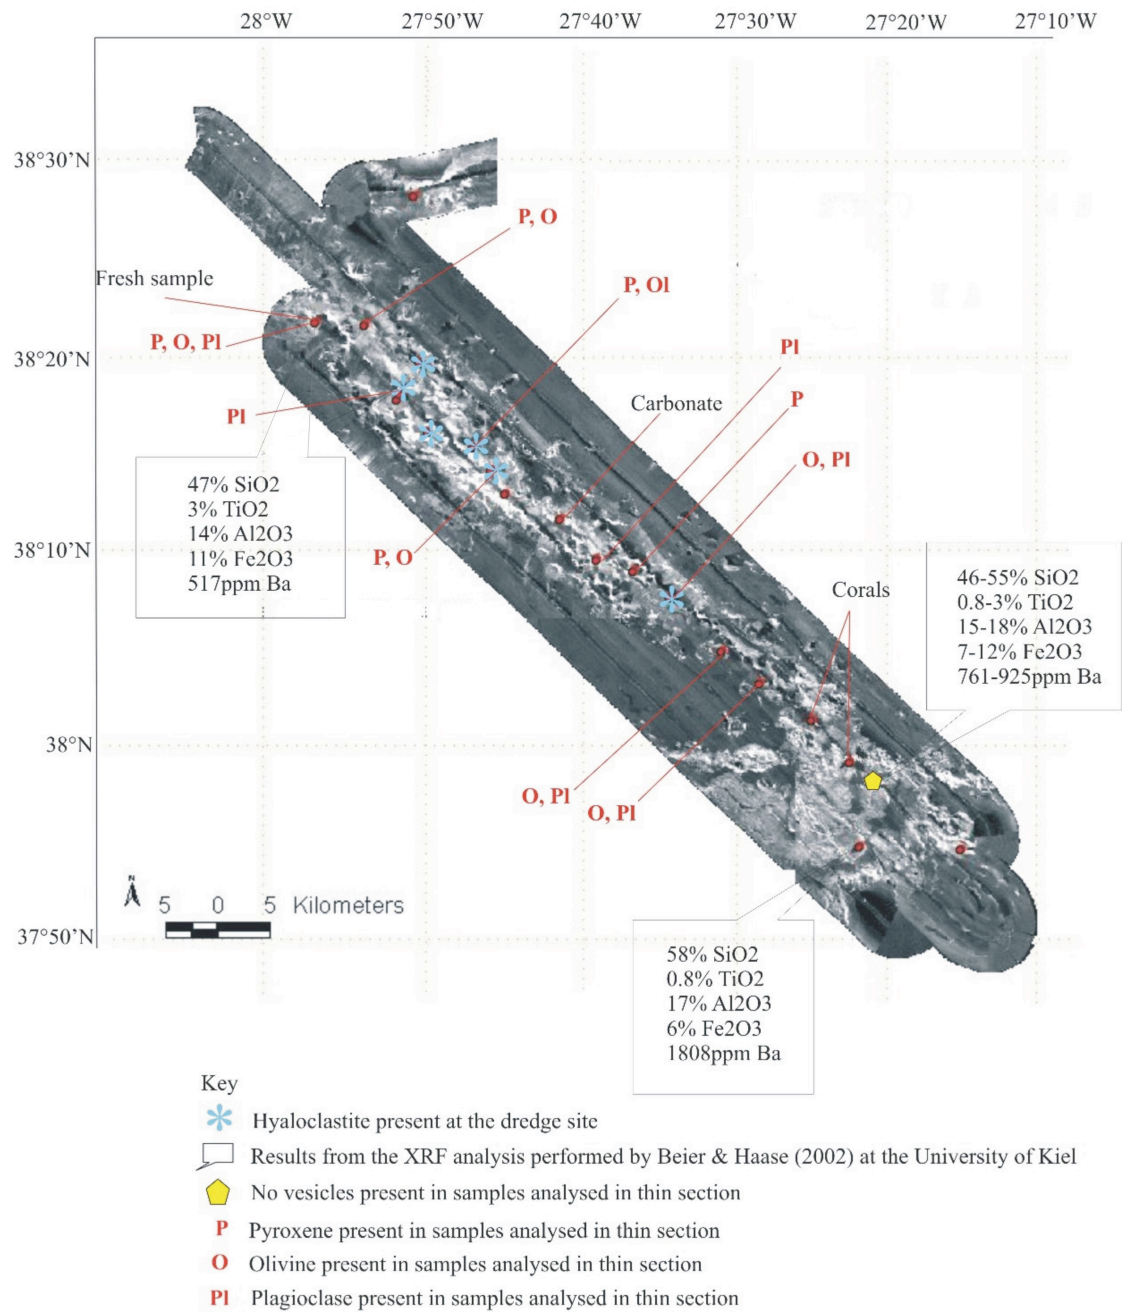 28°W 27°50’W 27°40’W 27°30’W 27°20’W 27°10’W
38°30’N
P, O
Fresh sample
P, Ol
P, O, Pl
38°20’N
Pl
Carbonate
P
Pl
O, Pl
47% SiO2
3% TiO2
14% Al2O3
11% Fe2O3
517ppm Ba
38°10’N
P, O
Corals
46-55% SiO2
0.8-3% TiO2
15-18% Al2O3
7-12% Fe2O3
761-925ppm Ba
38°N
O, Pl
O, Pl
5 0 5 Kilometers
37°50’N
58% SiO2
0.8% TiO2
17% Al2O3
6% Fe2O3
1808ppm Ba
Key
Hyaloclastite present at the dredge site
Results from the XRF analysis performed by Beier & Haase (2002) at the University of Kiel
No vesicles present in samples analysed in thin section
P Pyroxene present in samples analysed in thin section
O Olivine present in samples analysed in thin section
Pl Plagioclase present in samples analysed in thin section